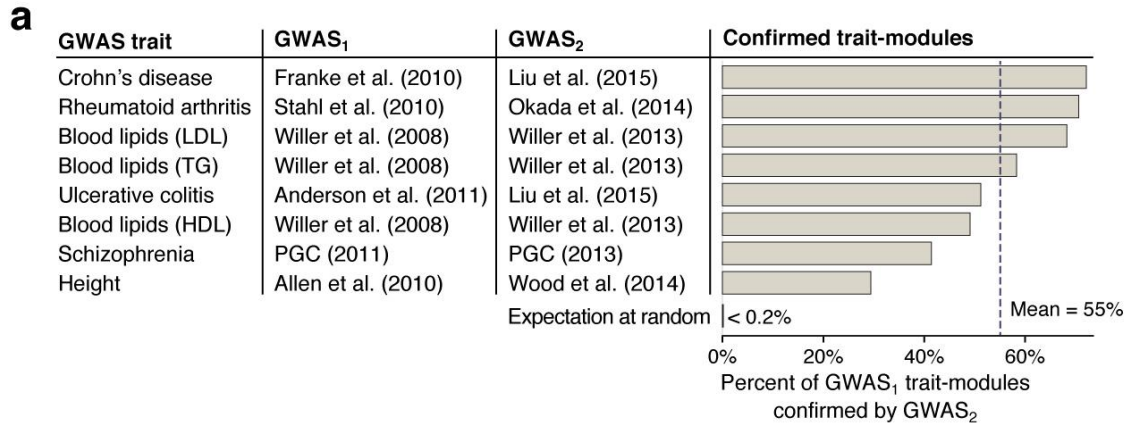 a
GWAS trait GWAS1 GWAS2 Confirmed trait-modules
Crohn's disease Franke et al. (2010) Liu et al. (2015)
Rheumatoid arthritis Stahl et al. (2010) Okada et al. (2014)
Blood lipids (LDL) Willer et al. (2008) Willer et al. (2013)
Blood lipids (TG) Willer et al. (2008) Willer et al. (2013)
Ulcerative colitis Anderson et al. (2011) Liu et al. (2015)
Blood lipids (HDL) Willer et al. (2008) Willer et al. (2013)
Schizophrenia PGC (2011) PGC (2013)
Height Allen et al. (2010) Wood et al. (2014)
Expectation at random < 0.2% Mean = 55%
0% 20% 40% 60%
Percent of GWAS1 trait-modules
confirmed by GWAS2